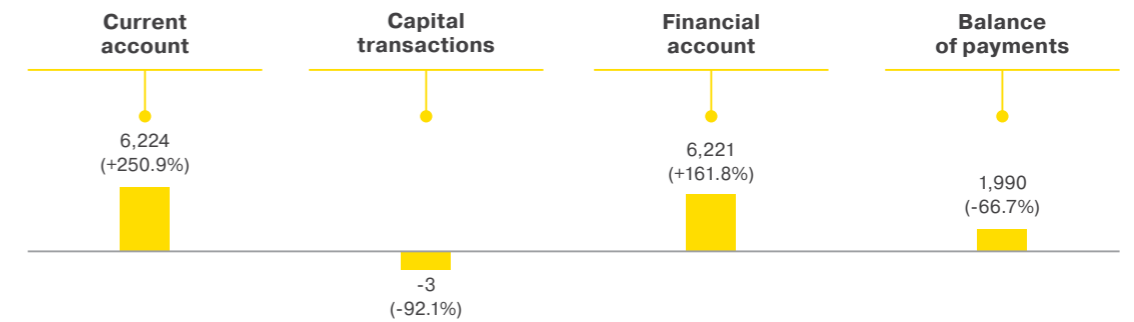 Current
account
Capital
transactions
Financial
account
Balance
of payments
6,224
(+250.9%)
-3
(-92.1%)
6,221
(+161.8%)
1,990
(-66.7%)